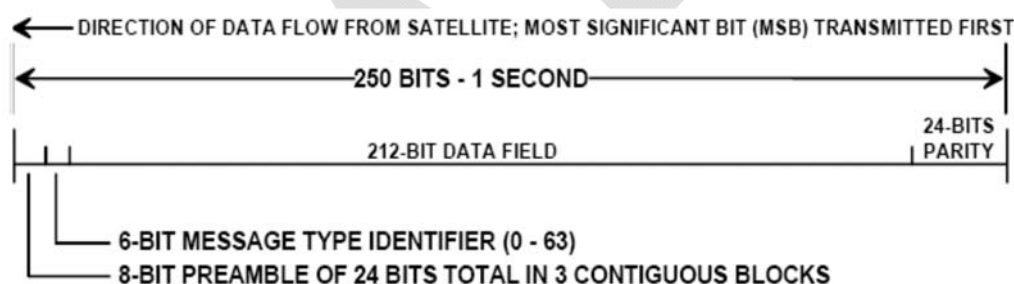 DIRECTION OF DATA FLOW FROM SATELLITE; MOST SIGNIFICANT BIT (MSB) TRANSMITTED FIRST
250 BITS - 1 SECOND
24-BITS
212-BIT DATA FIELD PARITY
6-BIT MESSAGE TYPE IDENTIFIER (0 - 63)
8-BIT PREAMBLE OF 24 BITS TOTAL IN 3 CONTIGUOUS BLOCKS